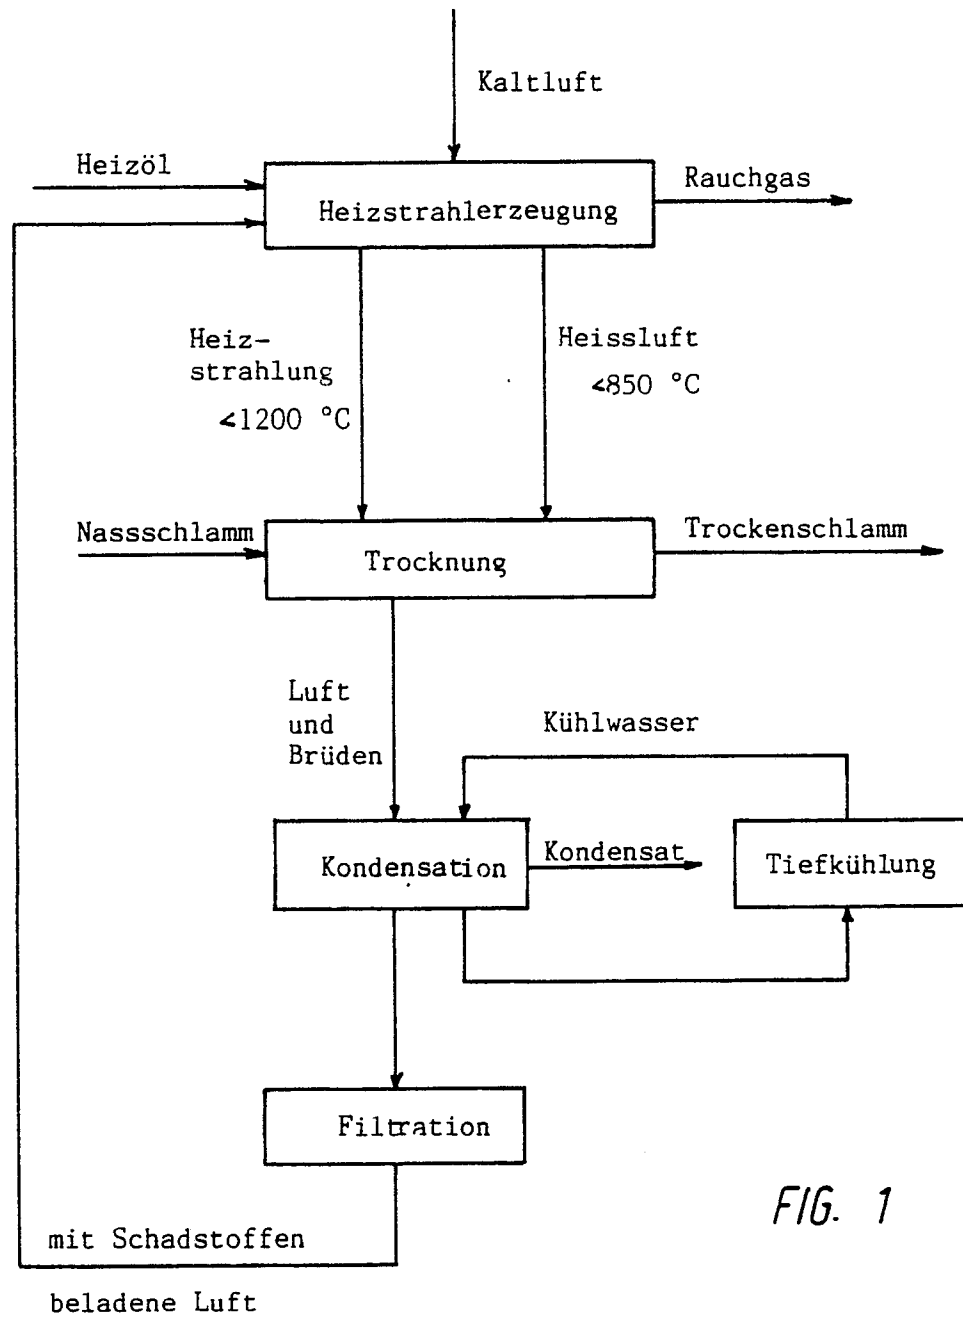 Kaltluft
Heizöl
Rauchgas
Heizstrahlerzeugung
Heiz-
strahlung
<1200 °C
Heissluft
<850 °C
Nassschlamm
Trocknung
Trockenschlamm
Luft
und
Brüden
Kühlwasser
Kondensation
Kondensat
Tiefkühlung
Filtration
FIG. 1
mit Schadstoffen
beladene Luft